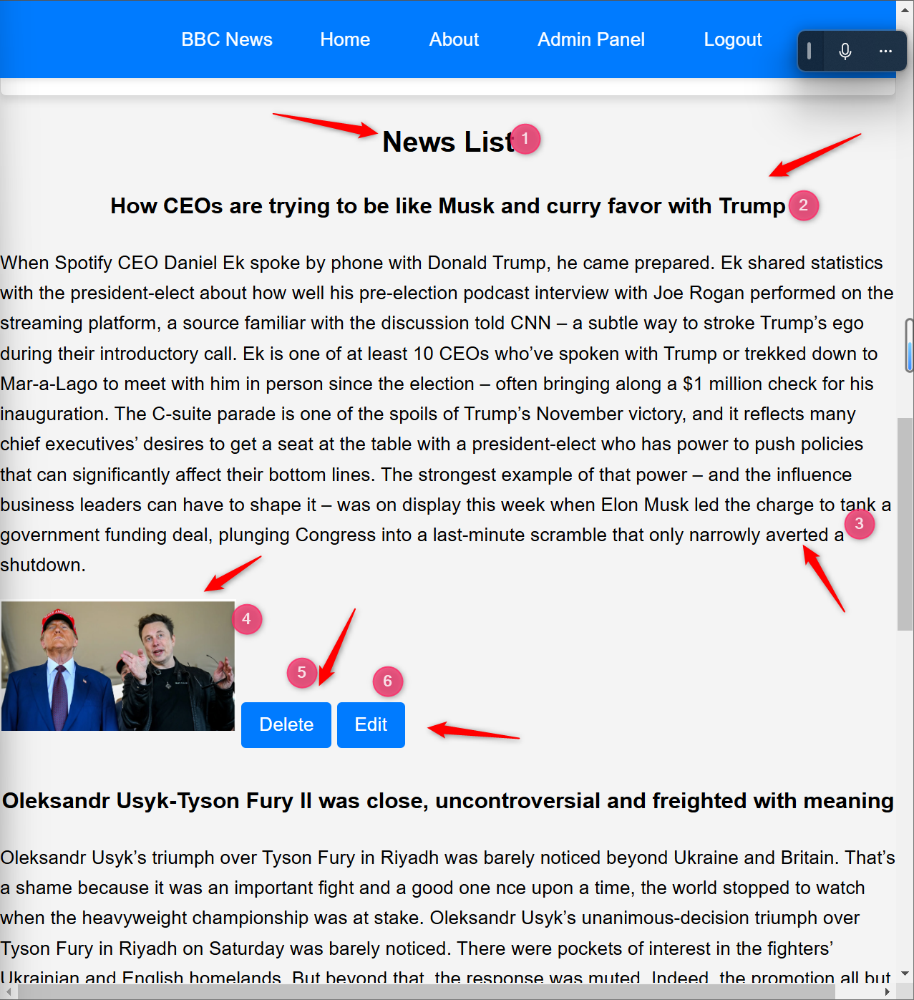 BBC News Home About Admin Panel Logout
News List 1
How CEOs are trying to be like Musk and curry favor with Trump 2
When Spotify CEO Daniel Ek spoke by phone with Donald Trump, he came prepared. Ek shared statistics
with the president-elect about how well his pre-election podcast interview with Joe Rogan performed on the
streaming platform, a source familiar with the discussion told CNN – a subtle way to stroke Trump’s ego
during their introductory call. Ek is one of at least 10 CEOs who’ve spoken with Trump or trekked down to
Mar-a-Lago to meet with him in person since the election – often bringing along a $1 million check for his
inauguration. The C-suite parade is one of the spoils of Trump’s November victory, and it reflects many
chief executives’ desires to get a seat at the table with a president-elect who has power to push policies
that can significantly affect their bottom lines. The strongest example of that power – and the influence
business leaders can have to shape it – was on display this week when Elon Musk led the charge to tank a
government funding deal, plunging Congress into a last-minute scramble that only narrowly averted a 3
shutdown.
4
5 6
Delete Edit
Oleksandr Usyk-Tyson Fury II was close, uncontroversial and freighted with meaning
Oleksandr Usyk’s triumph over Tyson Fury in Riyadh was barely noticed beyond Ukraine and Britain. That’s
a shame because it was an important fight and a good one nce upon a time, the world stopped to watch
when the heavyweight championship was at stake. Oleksandr Usyk’s unanimous-decision triumph over
Tyson Fury in Riyadh on Saturday was barely noticed. There were pockets of interest in the fighters’
Ukrainian and English homelands. But beyond that, the response was muted. Indeed, the promotion all but